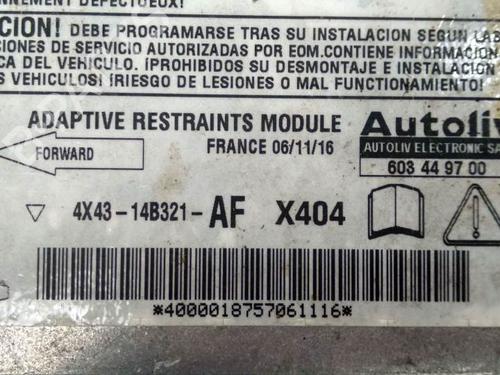 DEFECTUEUX!
CION! DEBE PROGRAMARSE TRAS SU INSTALACION SEGUN
DE SERVICIO AUTORIZADAS POR EOM.CONTIENE INFORMACION
CA DEL VEHICULO. ¡PROHIBIDOS SU DESMONTAJE E INSTALACION
VEHICULOS! ¡RIESGO DE LESIONES O MAL FUNCIONAMIENTO!
ADAPTIVE RESTRAINTS MODULE
Autoliv
FORWARD
FRANCE 06/11/16
AUTOLIV ELECTRONIC SA
603 44 97 00
4X43-14B321-AF X404
*4000018757061116*